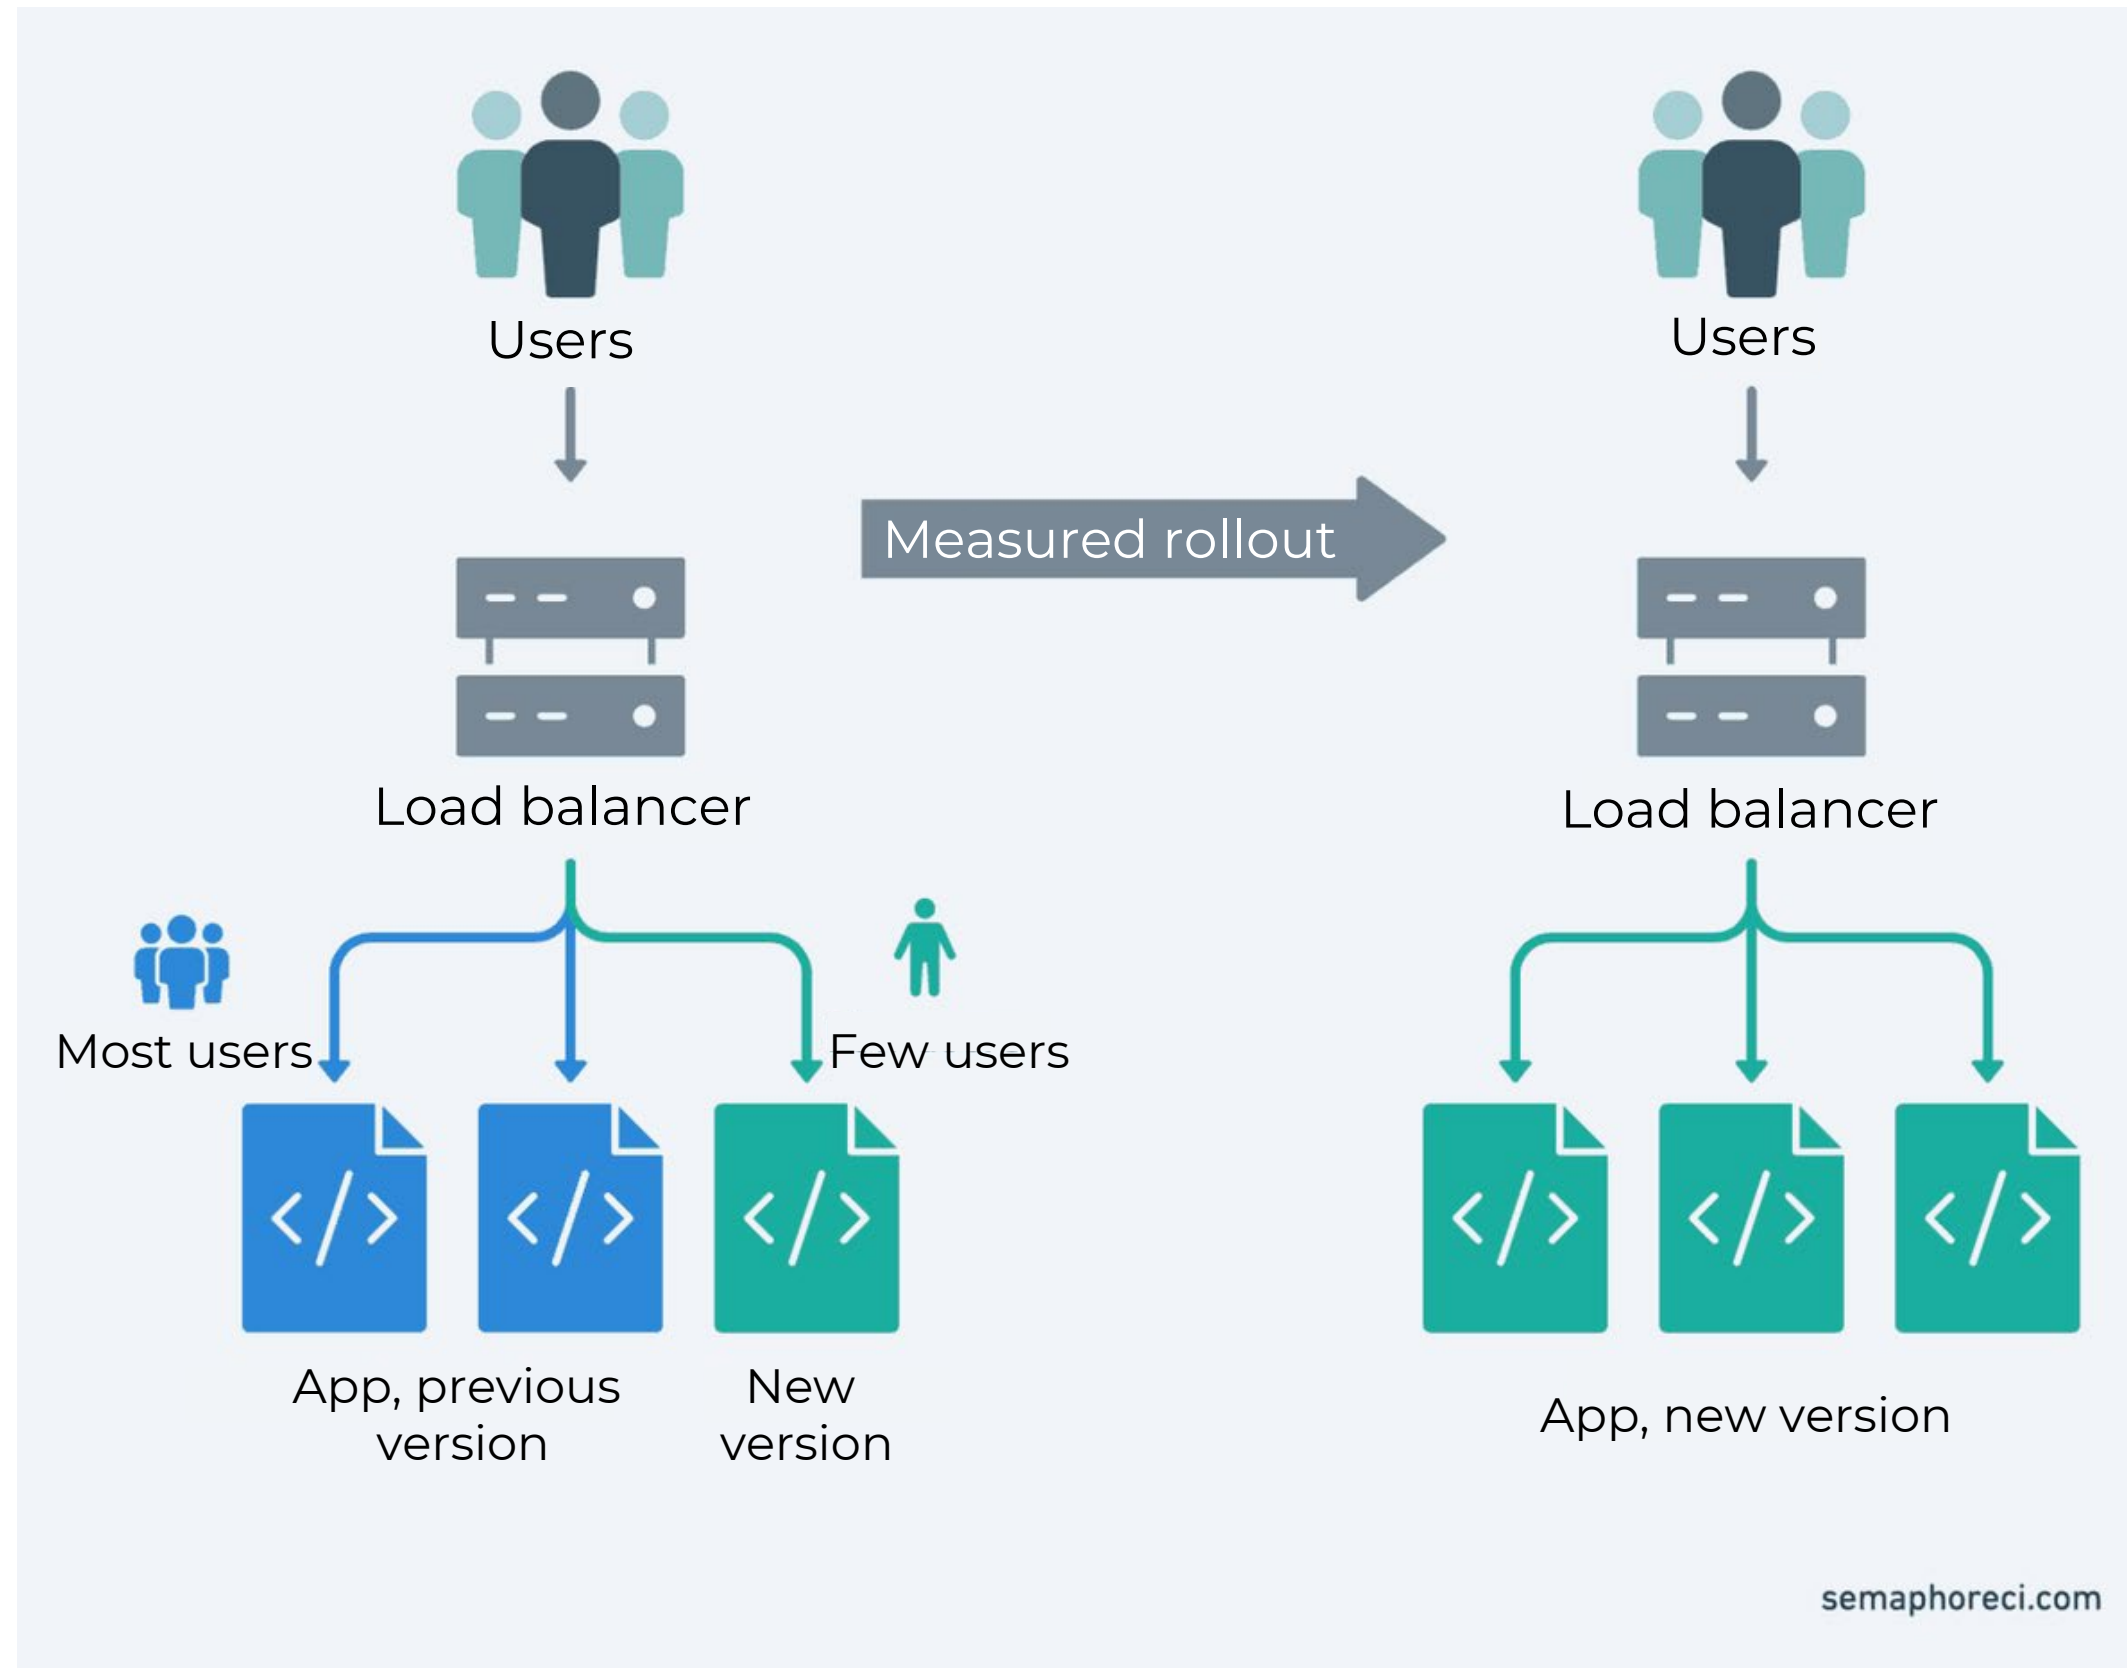 Users
Users
Measured rollout
Load balancer
Load balancer
Most users
Few users
</>
</>
</>
</>
</>
</>
App, previous
version
New
version
App, new version
semaphoreci.com